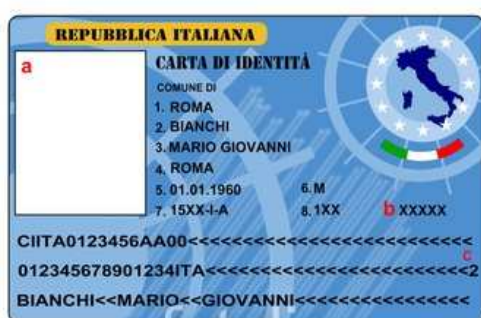 REPUBBLICA ITALIANA
a
CARTA DI IDENTITÀ
COMUNE DI
1. ROMA
2. BIANCHI
3. MARIO GIOVANNI
4. ROMA
5. 01.01.1960 6. M
7. 15XX-I-A 8. 1XX b XXXXX
CIITA0123456AA00<<<<<<<<<<<<<<<<<<<<<<<<<<
c
012345678901234ITA<<<<<<<<<<<<<<<<<<<<<<<<2
BIANCHI<<MARIO<<GIOVANNI<<<<<<<<<<<<<<<<